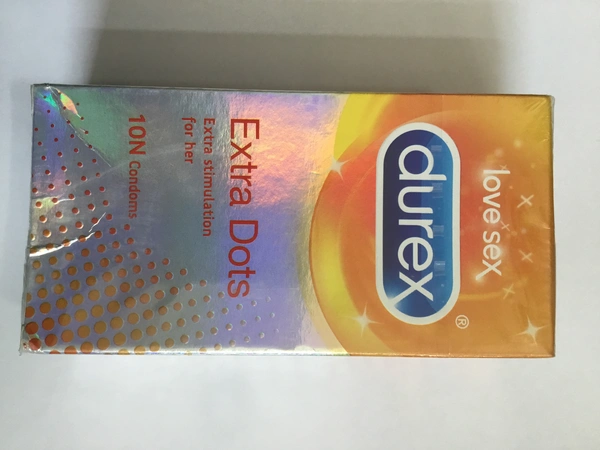 love sex
durex®
Extra Dots
Extra stimulation
for her
10N Condoms